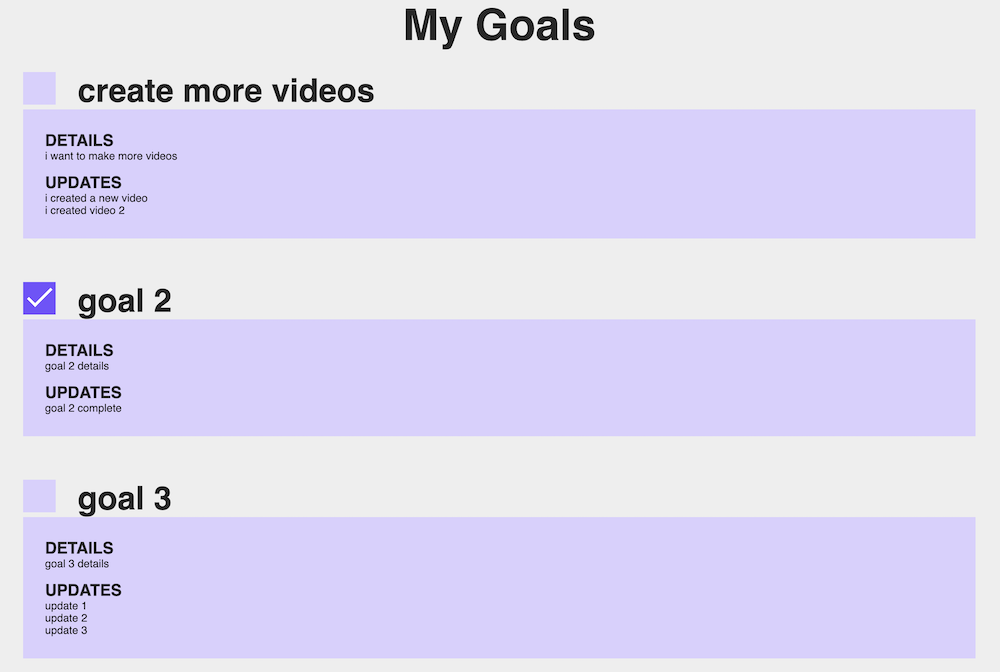 My Goals
create more videos
DETAILS
i want to make more videos
UPDATES
i created a new video
i created video 2
goal 2
DETAILS
goal 2 details
UPDATES
goal 2 complete
goal 3
DETAILS
goal 3 details
UPDATES
update 1
update 2
update 3